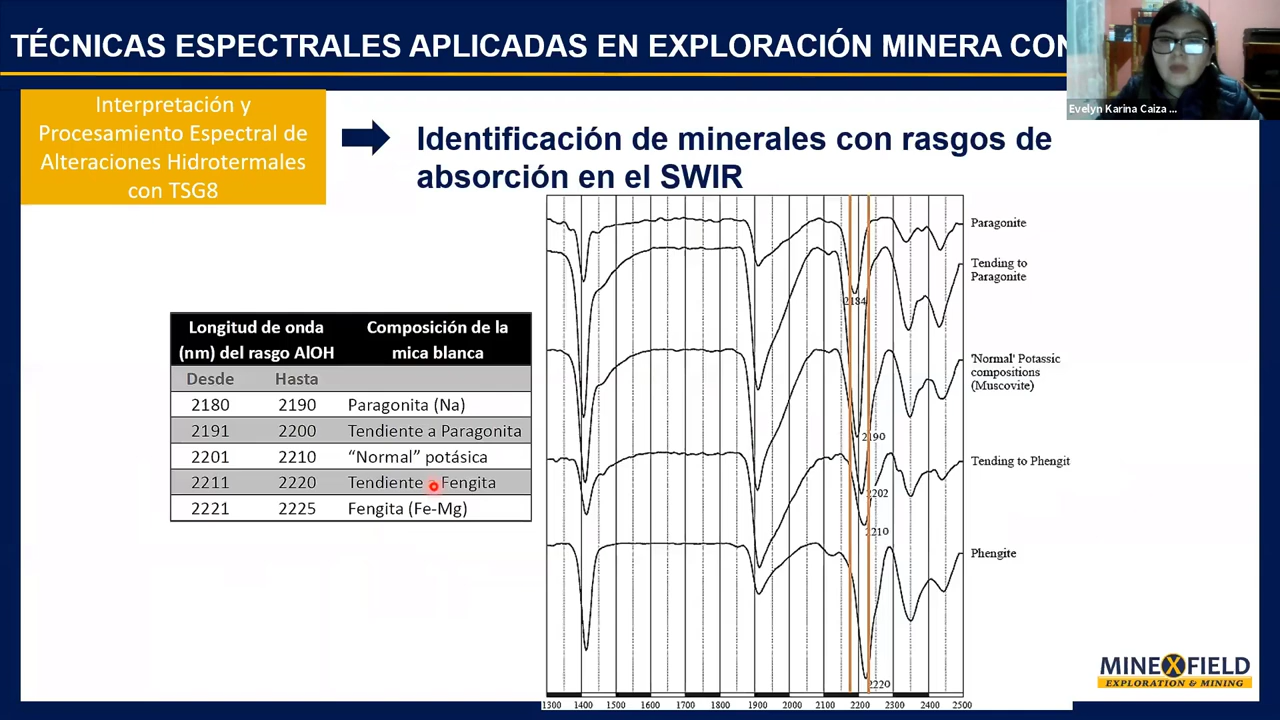 TÉCNICAS ESPECTRALES APLICADAS EN EXPLORACIÓN MINERA CON
Evelyn Karina Caiza ...
Interpretación y
Procesamiento Espectral de
Alteraciones Hidrotermales
con TSG8
Identificación de minerales con rasgos de
absorción en el SWIR
Longitud de onda
(nm) del rasgo AlOH
Composición de la
mica blanca
Desde Hasta
2180 2190 Paragonita (Na)
2191 2200 Tendiente a Paragonita
2201 2210 "Normal" potásica
2211 2220 Tendiente a Fengita
2221 2225 Fengita (Fe-Mg)
Paragonite
Tending to
Paragonite
'Normal' Potassic
compositions
(Muscovite)
Tending to Phengit
Phengite
2184
2190
2202
2210
2220
1300 1400 1500 1600 1700 1800 1900 2000 2100 2200 2300 2400 2500
MINEXFIELD
EXPLORATION & MINING